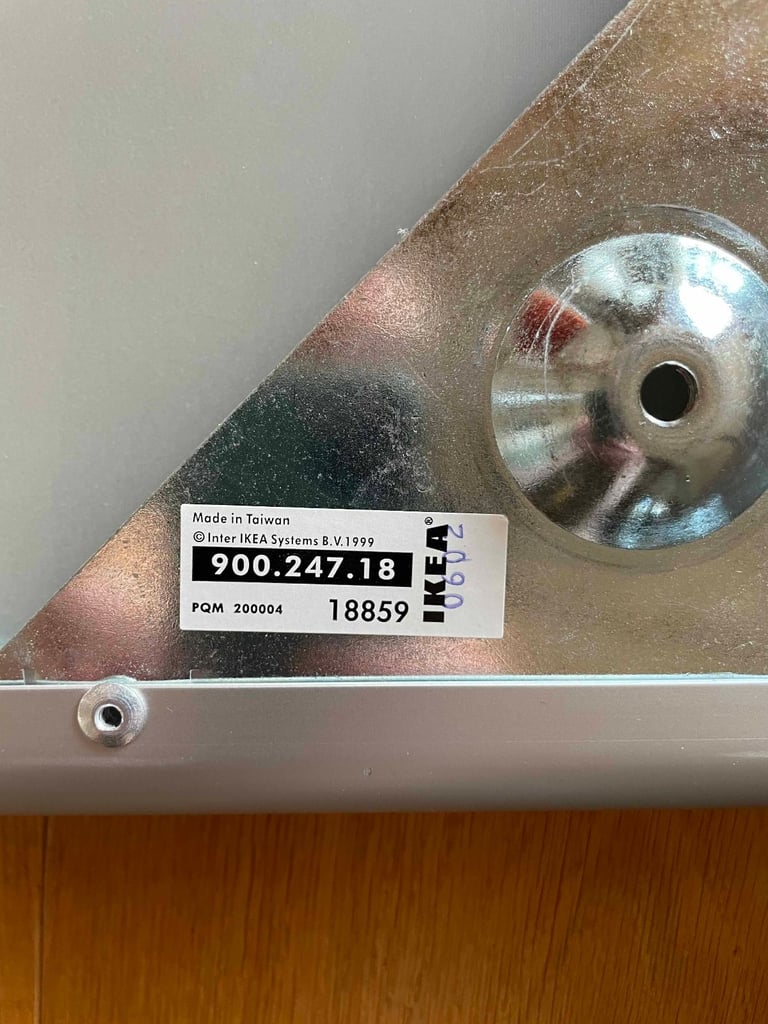 Made in Taiwan
© Inter IKEA Systems B.V.1999
900.247.18
PQM 200004 18859
IKEA®
0602